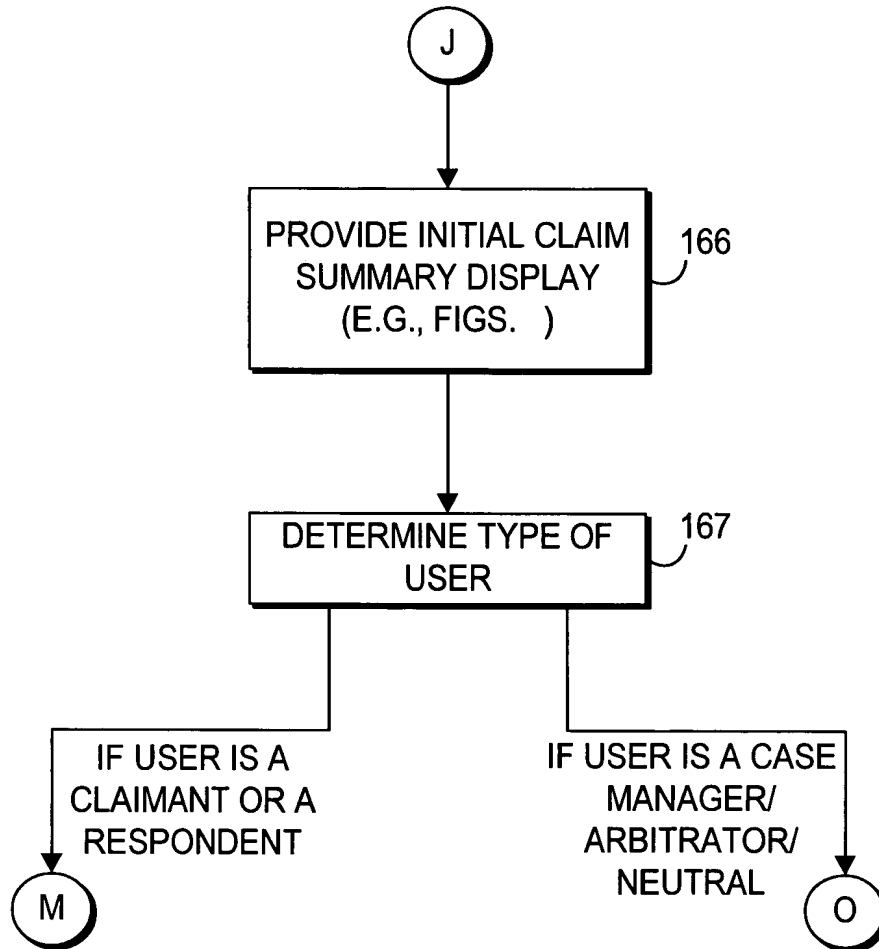 J
PROVIDE INITIAL CLAIM
SUMMARY DISPLAY
(E.G., FIGS. )
166
DETERMINE TYPE OF
USER
167
IF USER IS A
CLAIMANT OR A
RESPONDENT
IF USER IS A CASE
MANAGER/
ARBITRATOR/
NEUTRAL
M
O